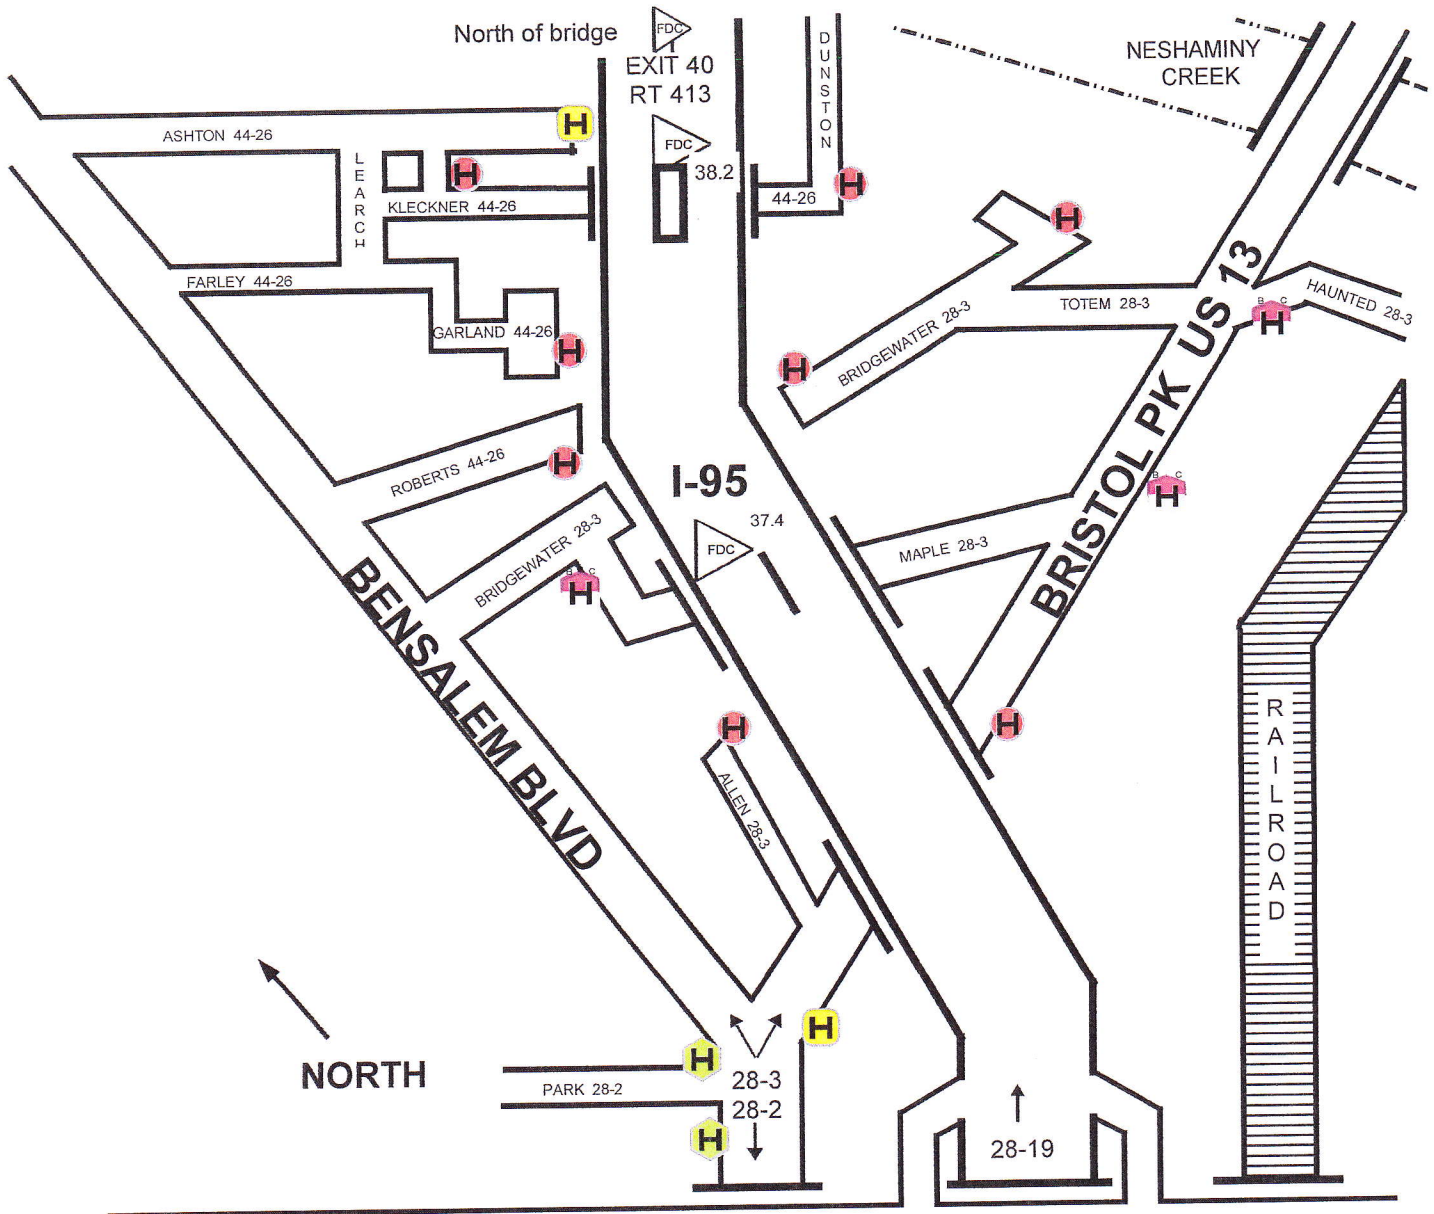 North of bridge
FDC
EXIT 40
RT 413
DUNSTON
NESHAMINY
CREEK
H
ASHTON 44-26
FDC
38.2
LEARCH
H
KLECKNER 44-26
44-26
H
H
FARLEY 44-26
TOTEM 28-3
HAUNTED 28-3
B C
H
GARLAND 44-26
H
BRIDGEWATER 28-3
H
BRISTOL PK US 13
ROBERTS 44-26
H
I-95
B C
H
37.4
FDC
MAPLE 28-3
BRIDGEWATER 28-3
B C
H
BENSALEM BLVD
H
H
ALLEN 28-3
RAILROAD
NORTH
H
H
28-3
28-2
PARK 28-2
H
28-19